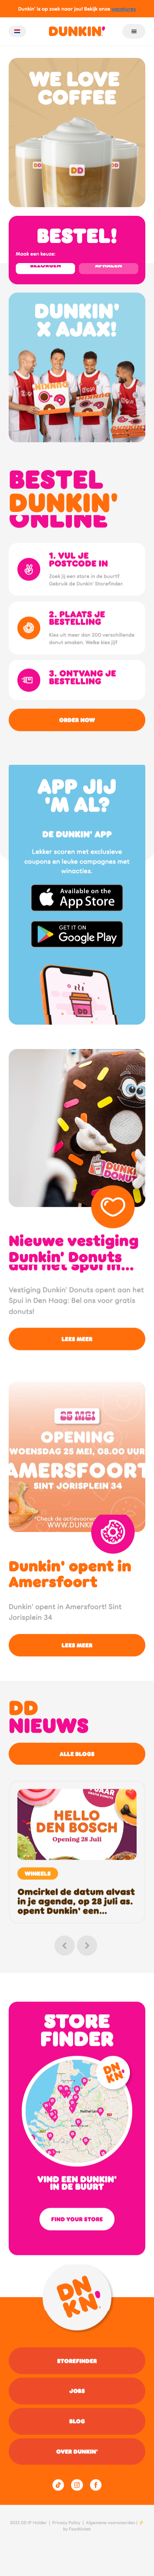 Dunkin' is op zoek naar jou! Bekijk onze vacatures
DUNKIN'
WE LOVE
COFFEE
DD
DD
DD
BESTEL!
Maak een keuze:
BEZORGEN
AFHALEN
DUNKIN'
X AJAX!
BESTEL
DUNKIN'
ONLINE
1. VUL JE
POSTCODE IN
Zoek jij een store in de buurt?
Gebruik de Dunkin' Storefinder.
2. PLAATS JE
BESTELLING
Kies uit meer dan 200 verschillende
donut smaken. Welke kies jij?
3. ONTVANG JE
BESTELLING
ORDER NOW
APP JIJ
'M AL?
DE DUNKIN' APP
Lekker scoren met exclusieve
coupons en leuke campagnes met
winacties.
Available on the
App Store
GET IT ON
Google Play
Nieuwe vestiging
Dunkin' Donuts
aan het Spui in...
Vestiging Dunkin' Donuts opent aan het
Spui in Den Haag: Bel ons voor gratis
donuts!
LEES MEER
25 MEI!
OPENING
WOENSDAG 25 MEI, 08.00 UUR
AMERSFOORT
SINT JORISPLEIN 34
*Check de actievoorwaarden
WWW.DUNKIN
Dunkin' opent in
Amersfoort
Dunkin' opent in Amersfoort! Sint
Jorisplein 34
LEES MEER
DD
NIEUWS
ALLE BLOGS
HELLO
DEN BOSCH
Opening 28 Juli
WINKELS
Omcirkel de datum alvast
in je agenda, op 28 juli as.
opent Dunkin' een...
STORE
FINDER
DN
KN'
VIND EEN DUNKIN'
IN DE BUURT
FIND YOUR STORE
DN
KN'
STOREFINDER
JOBS
BLOG
OVER DUNKIN'
2022 DD IP Holder | Privacy Policy | Algemene voorwaarden | ⚡
by Flexibinder